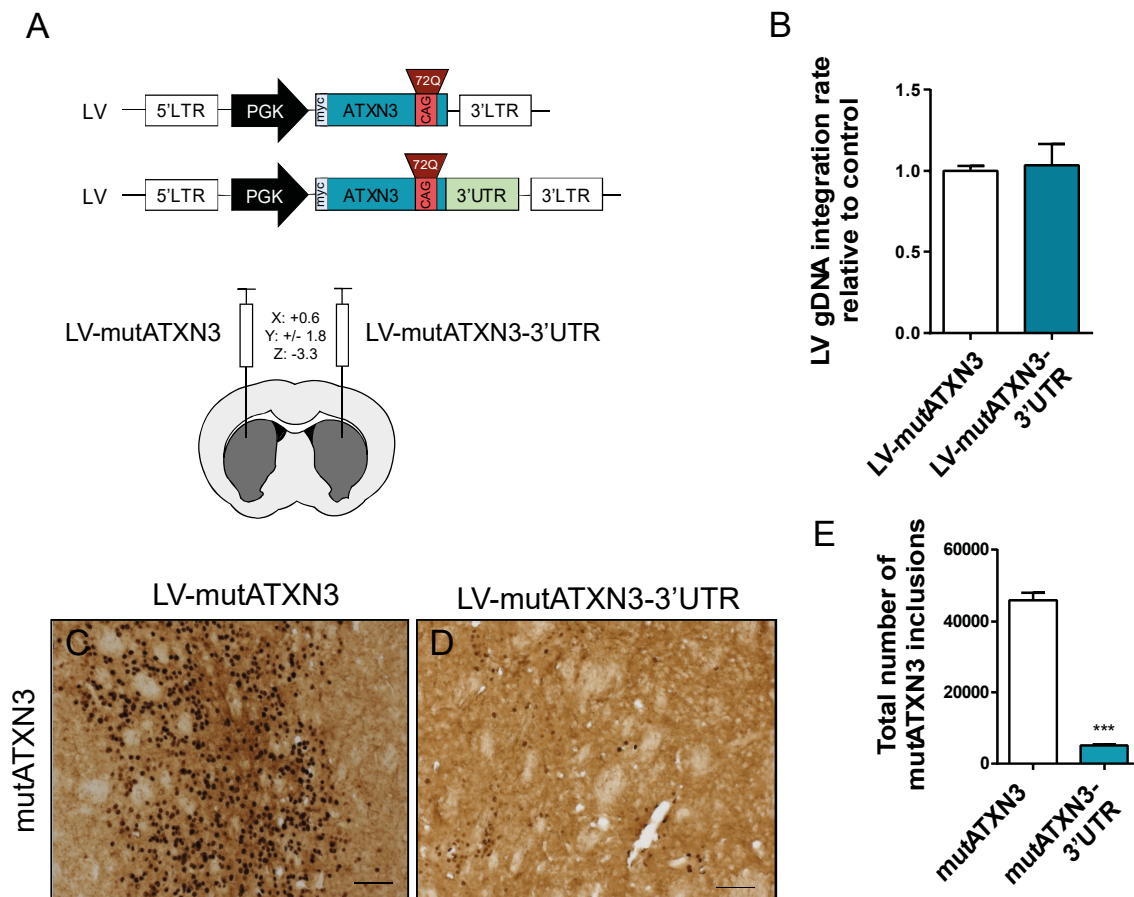 A
LV 5'LTR PGK myc ATXN3 72Q CAG 3'LTR
LV 5'LTR PGK myc ATXN3 72Q CAG 3'UTR 3'LTR
LV-mutATXN3
X: +0.6
Y: +/- 1.8
Z: -3.3
LV-mutATXN3-3'UTR
B
LV gDNA integration rate
relative to control
1.5
1.0
0.5
0.0
LV-mutATXN3
LV-mutATXN3-
3'UTR
LV-mutATXN3
LV-mutATXN3-3'UTR
mutATXN3
C
D
E
Total number of
mutATXN3 inclusions
60000
40000
20000
0
***
mutATXN3
mutATXN3-
3'UTR